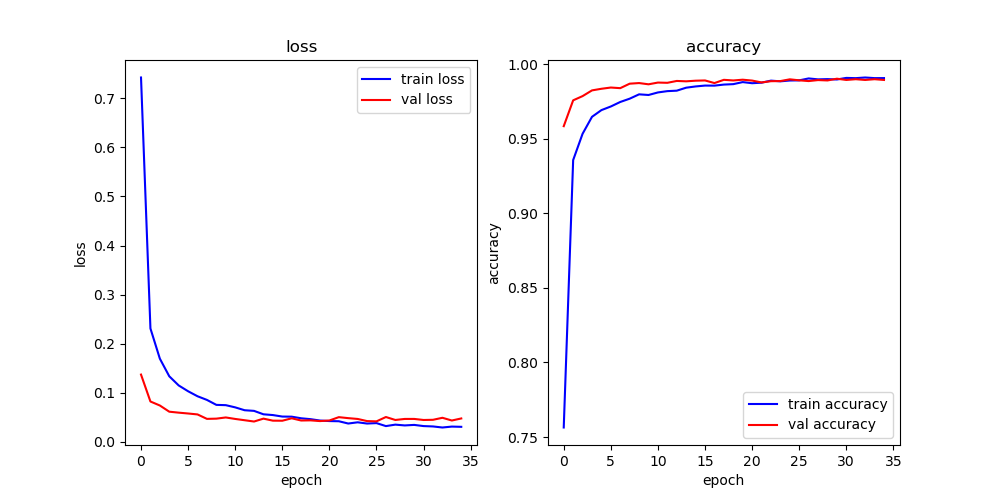 loss
0.7
0.6
0.5
0.4
0.3
0.2
0.1
0.0
loss
train loss
val loss
0 5 10 15 20 25 30 35
epoch
accuracy
1.00
0.95
0.90
0.85
0.80
0.75
accuracy
train accuracy
val accuracy
0 5 10 15 20 25 30 35
epoch